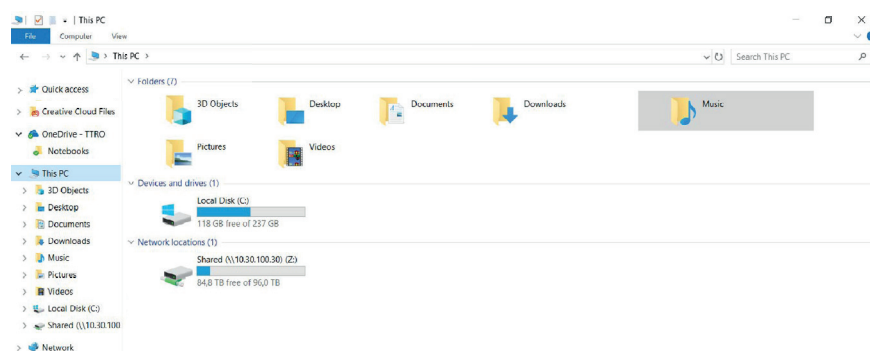 This PC
File Computer View
This PC
Search This PC
Quick access
Creative Cloud Files
OneDrive - TTRO
Notebooks
This PC
3D Objects
Desktop
Documents
Downloads
Music
Pictures
Videos
Local Disk (C:)
Shared (\\10.30.100
Network
Folders (7)
3D Objects Desktop Documents Downloads Music
Pictures Videos
Devices and drives (1)
Local Disk (C:)
118 GB free of 237 GB
Network locations (1)
Shared (\\10.30.100.30) (Z:)
84,8 TB free of 96,0 TB